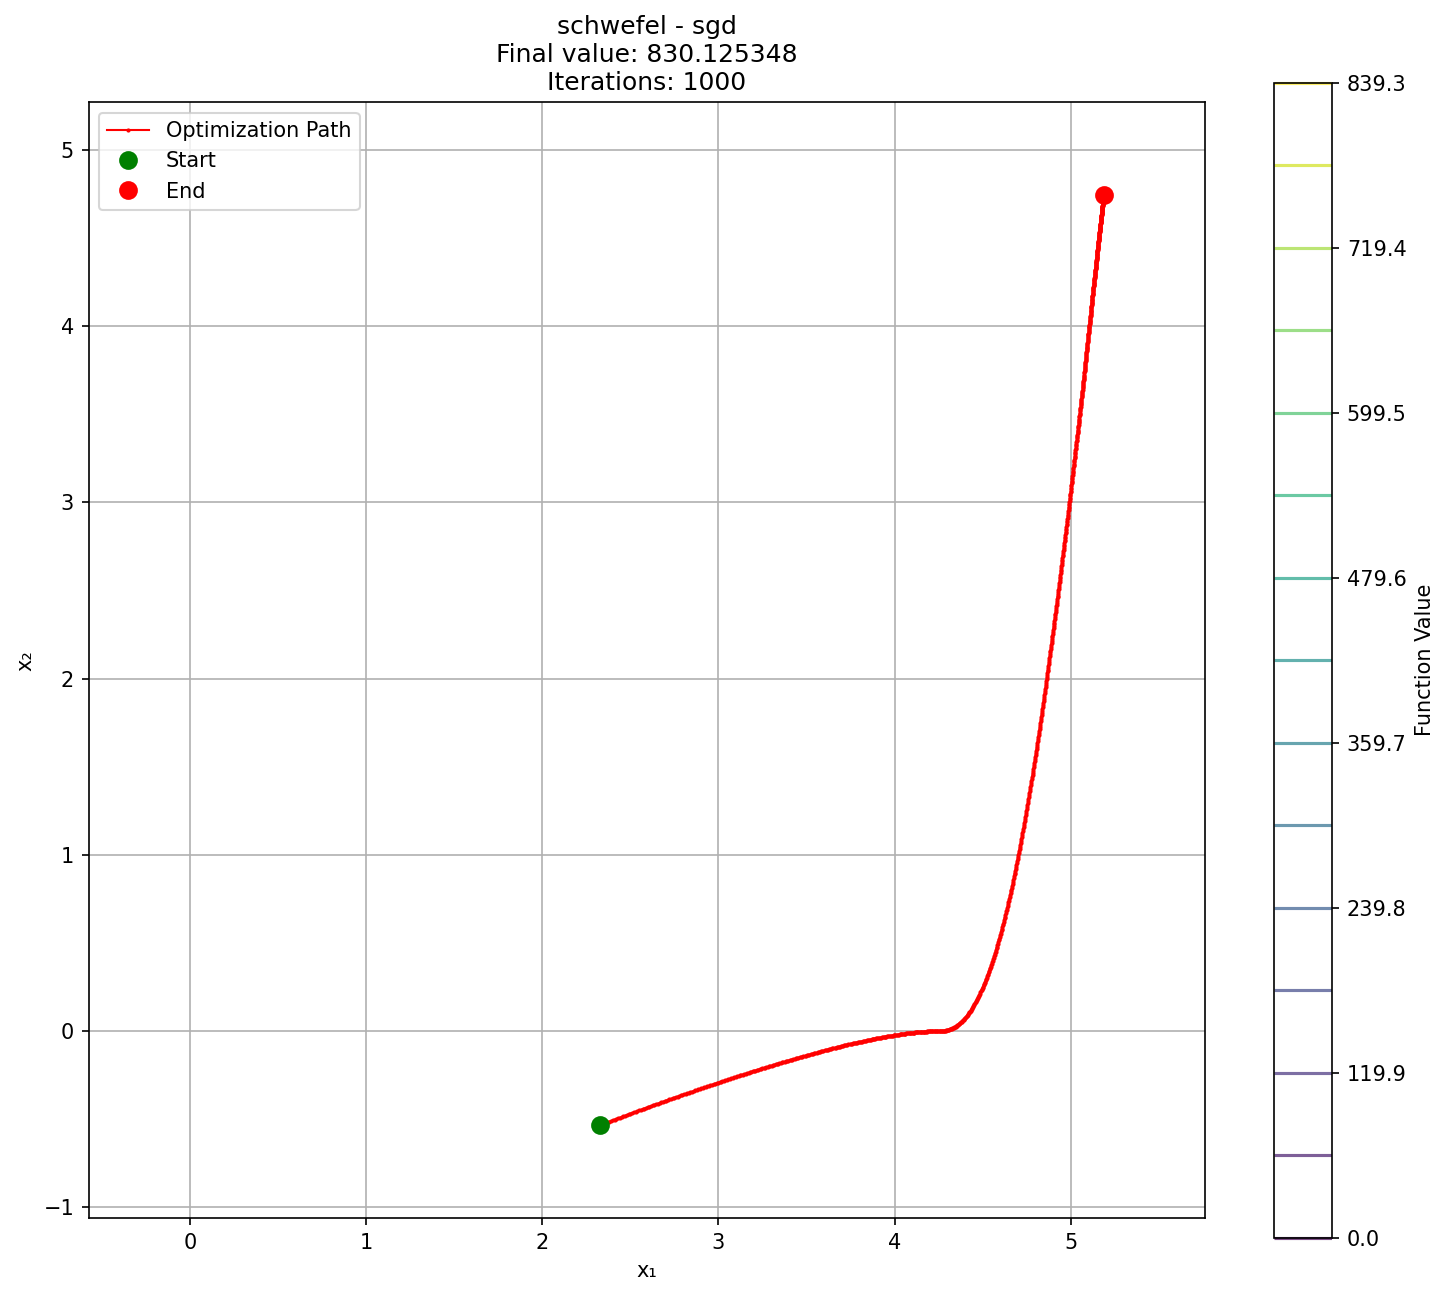 schwefel - sgd
Final value: 830.125348
Iterations: 1000
Optimization Path
Start
End
5
4
3
2
1
0
−1
x₂
0
1
2
3
4
5
x₁
839.3
719.4
599.5
479.6
359.7
239.8
119.9
0.0
Function Value